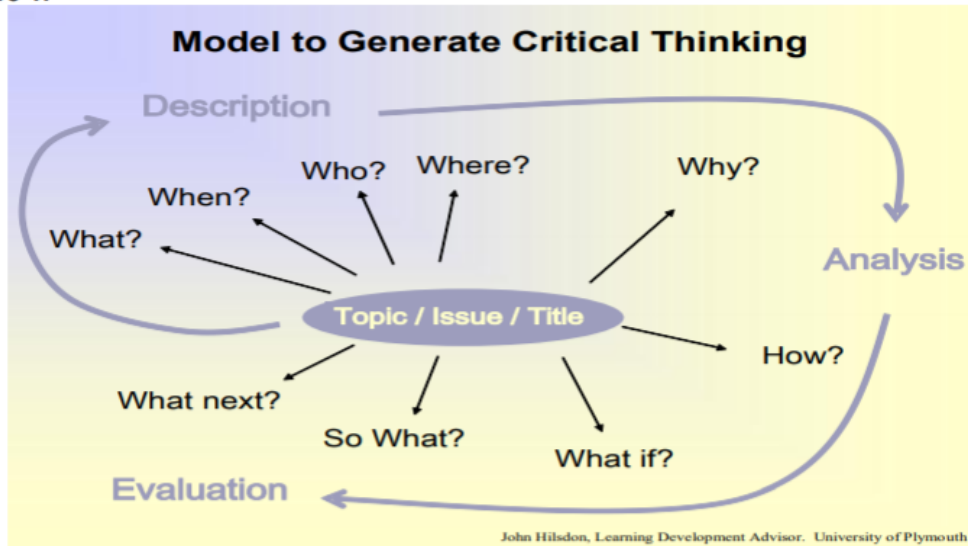 Model to Generate Critical Thinking
Description
Who?
Where?
Why?
When?
What?
Analysis
Topic / Issue / Title
How?
What next?
So What?
What if?
Evaluation
John Hilsdon, Learning Development Advisor. University of Plymouth